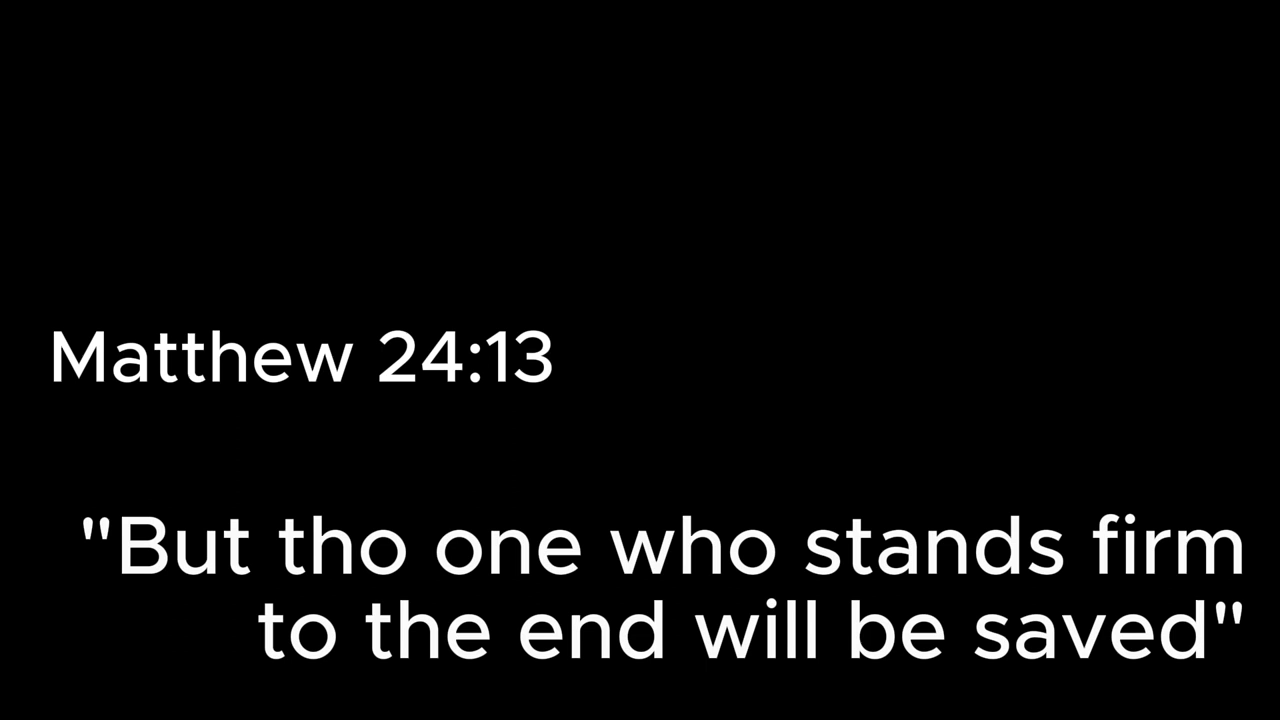 Matthew 24:13
"But tho one who stands firm
to the end will be saved"